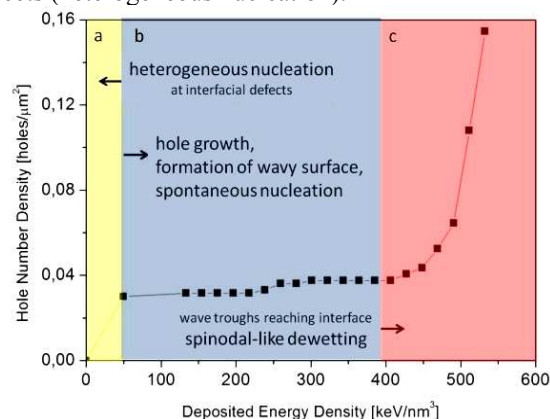 a b c
heterogeneous nucleation
at interfacial defects
hole growth,
formation of wavy surface,
spontaneous nucleation
wave troughs reaching interface
spinodal-like dewetting
0,16
0,12
0,08
0,04
0,00
Hole Number Density [holes/µm²]
0 100 200 300 400 500 600
Deposited Energy Density [keV/nm³]